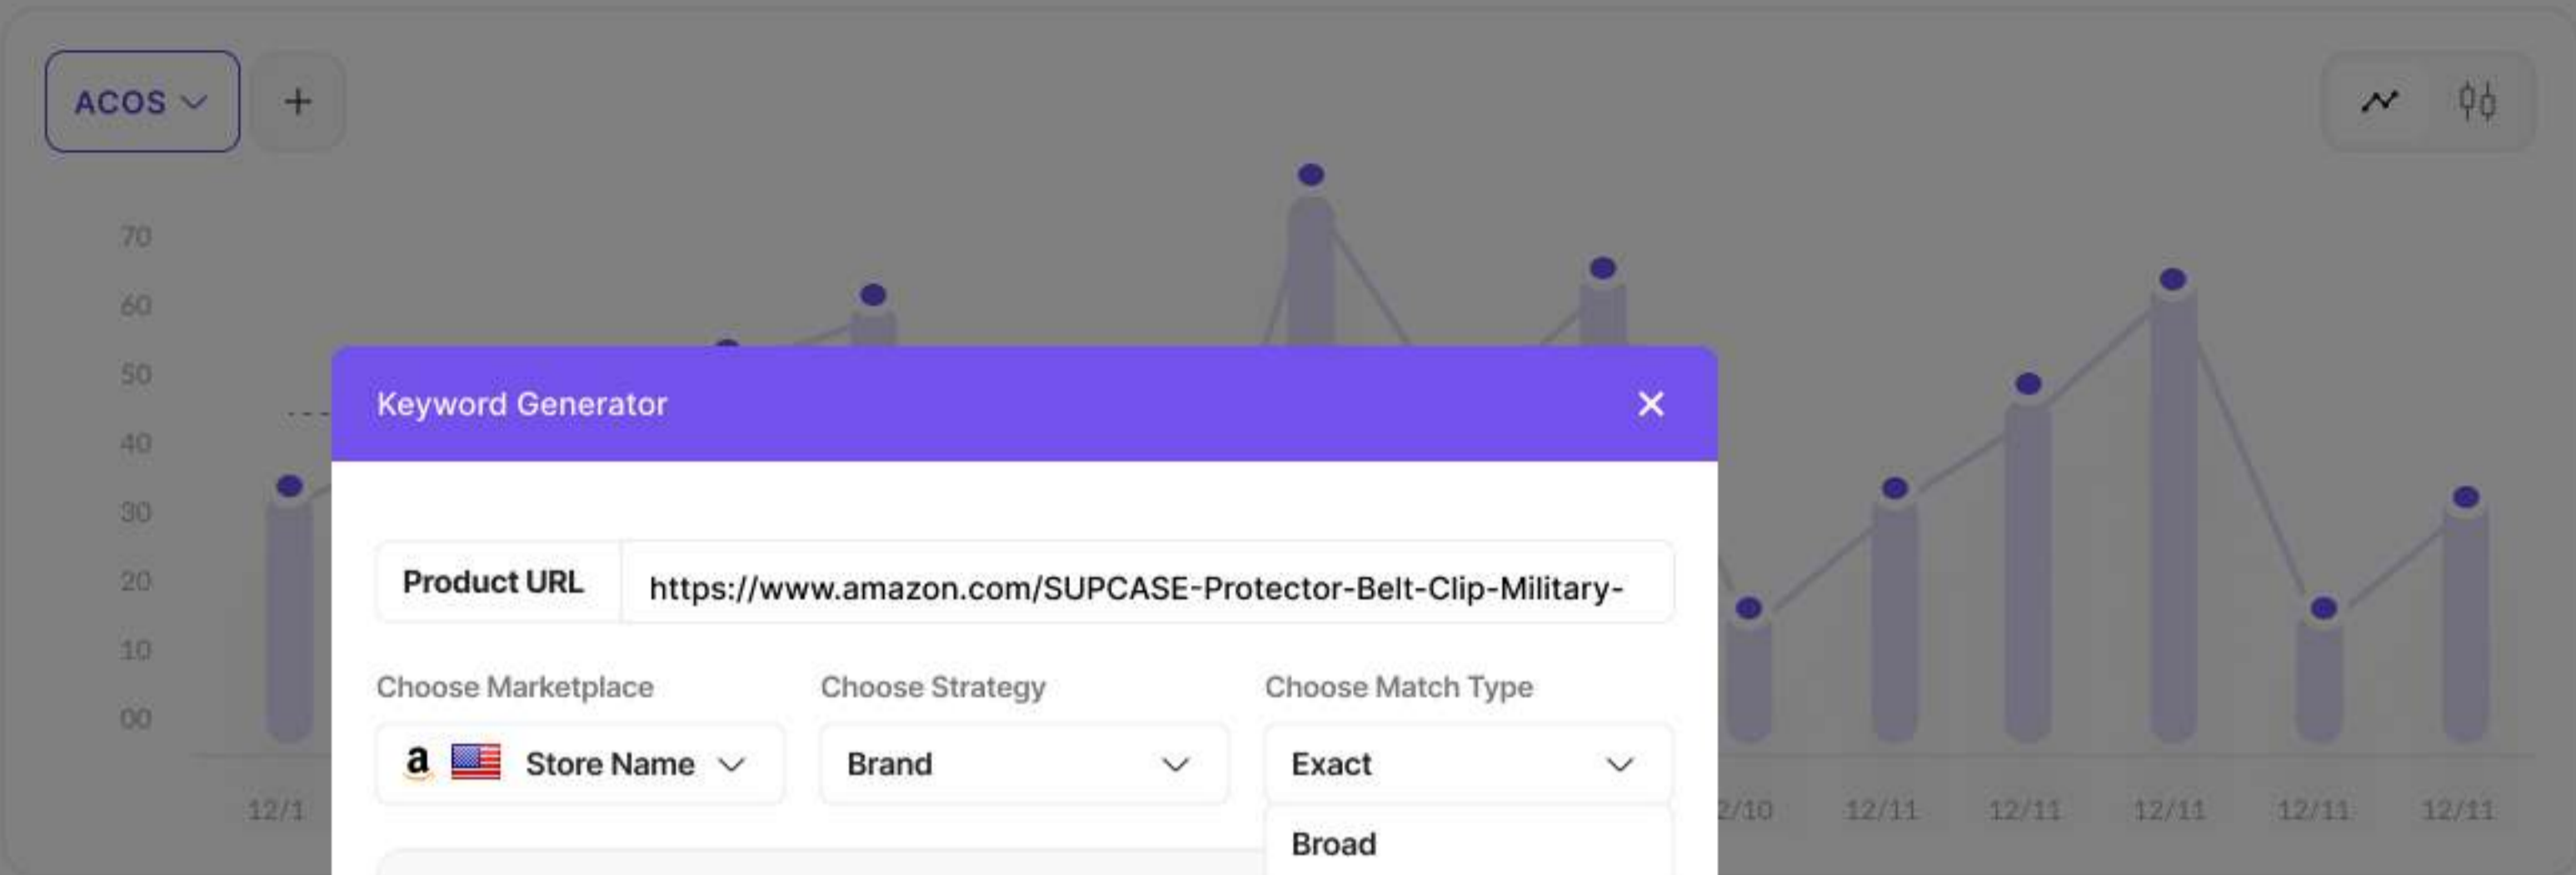 ACOS
70
60
50
40
30
20
10
00
Keyword Generator
Product URL https://www.amazon.com/SUPCASE-Protector-Belt-Clip-Military-
Choose Marketplace Choose Strategy Choose Match Type
a Store Name Brand Exact
Broad
12/1 2/10 12/11 12/11 12/11 12/11 12/11